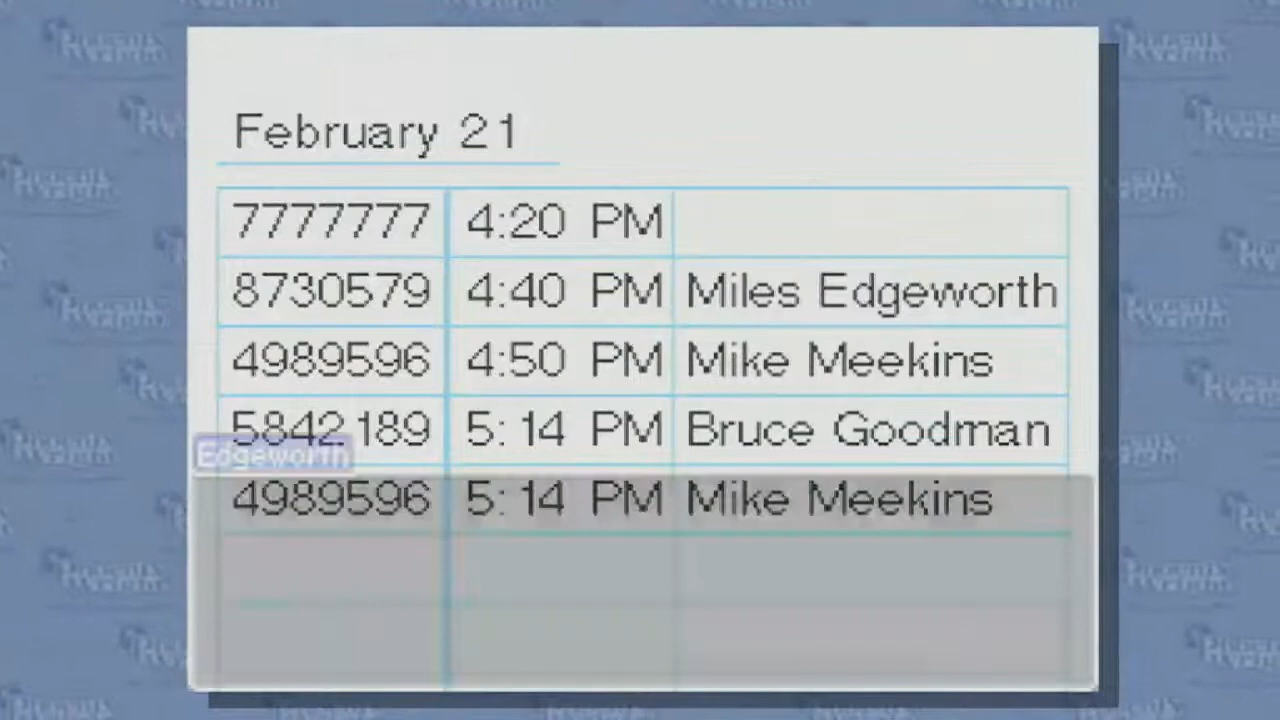 February 21
7777777 4:20 PM
8730579 4:40 PM Miles Edgeworth
4989596 4:50 PM Mike Meekins
5842189 5:14 PM Bruce Goodman
Edgeworth
4989596 5:14 PM Mike Meekins